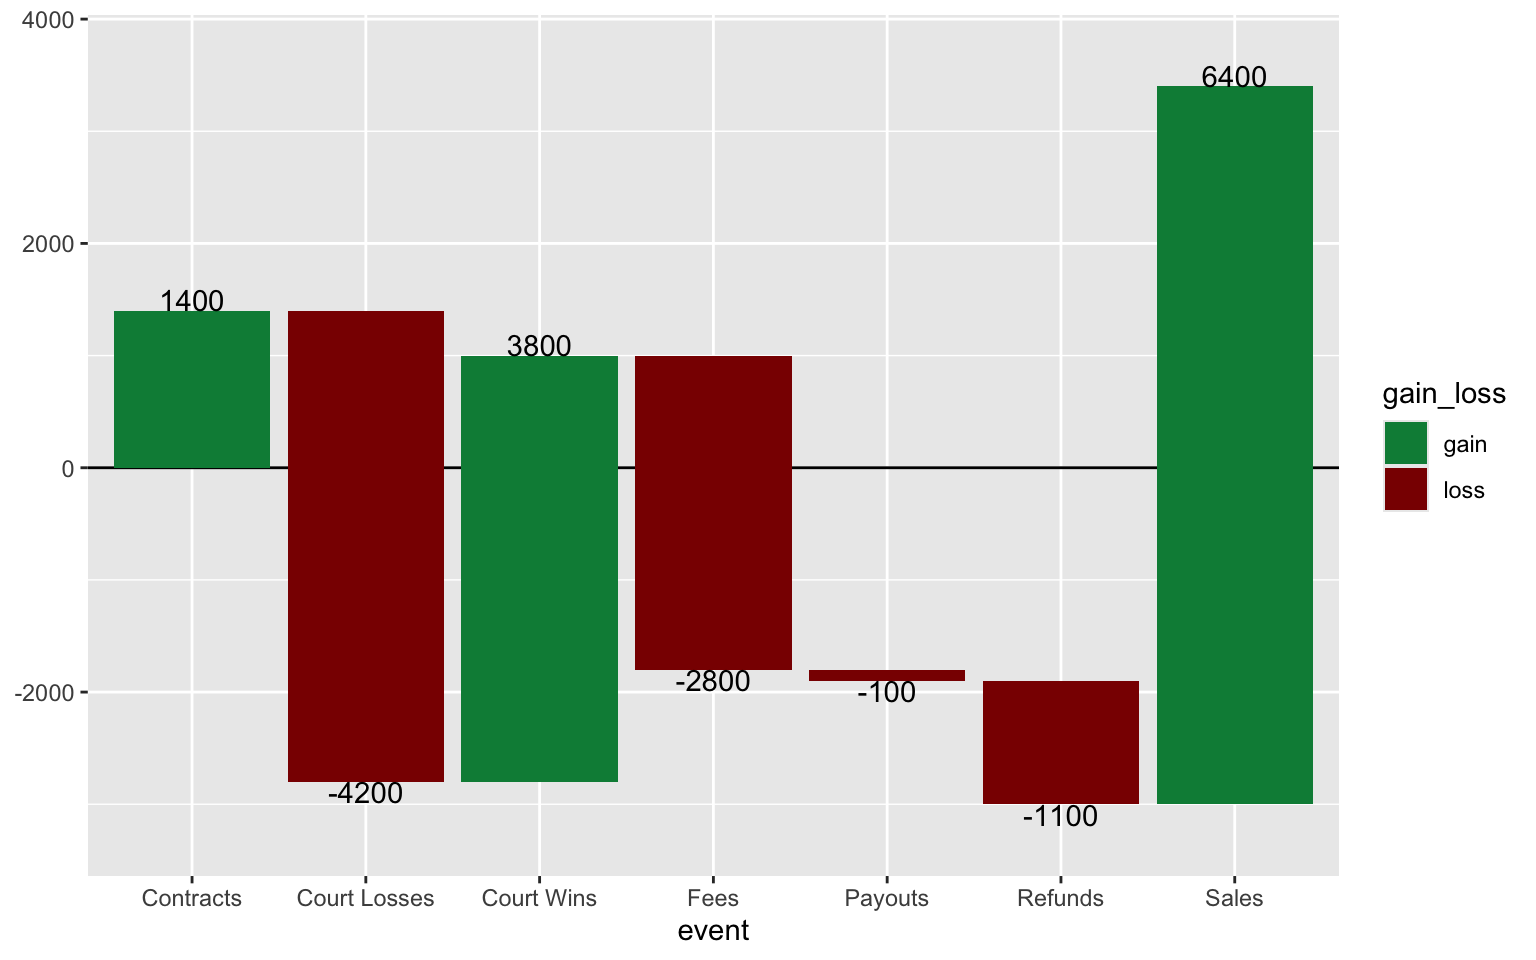 4000
2000
0
-2000
6400
1400
3800
-2800
-100
-4200
-1100
Contracts
Court Losses
Court Wins
Fees
Payouts
Refunds
Sales
event
gain_loss
gain
loss